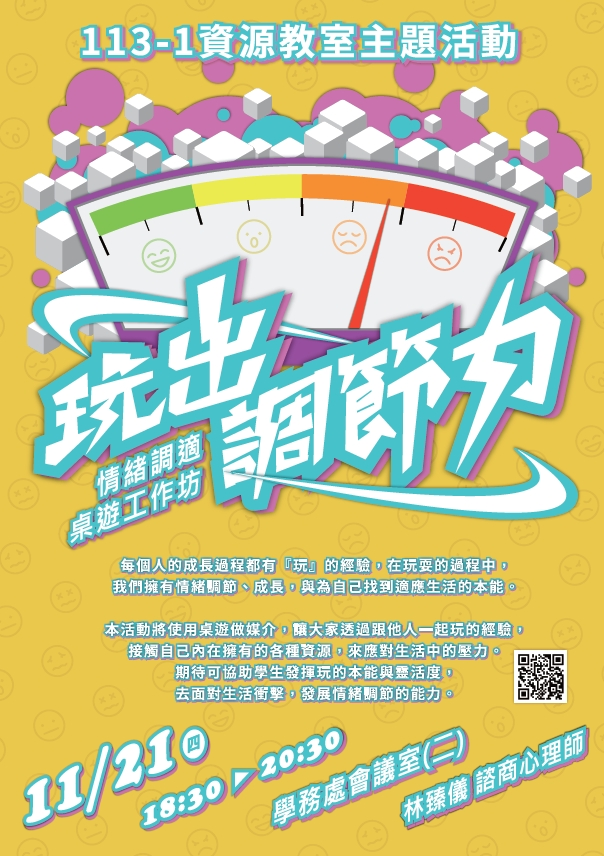 113-1資源教室主題活動
玩出
調節力
情緒調適
桌遊工作坊
每個人的成長過程都有『玩』的經驗，在玩耍的過程中，
我們擁有情緒調節、成長，與為自己找到適應生活的本能。
本活動將使用桌遊做媒介，讓大家透過跟他人一起玩的經驗，
接觸自己內在擁有的各種資源，來應對生活中的壓力。
期待可協助學生發揮玩的本能與靈活度，
去面對生活衝擊，發展情緒調節的能力。
11/21(四)
18:30▶20:30
學務處會議室(二)
林臻儀 諮商心理師